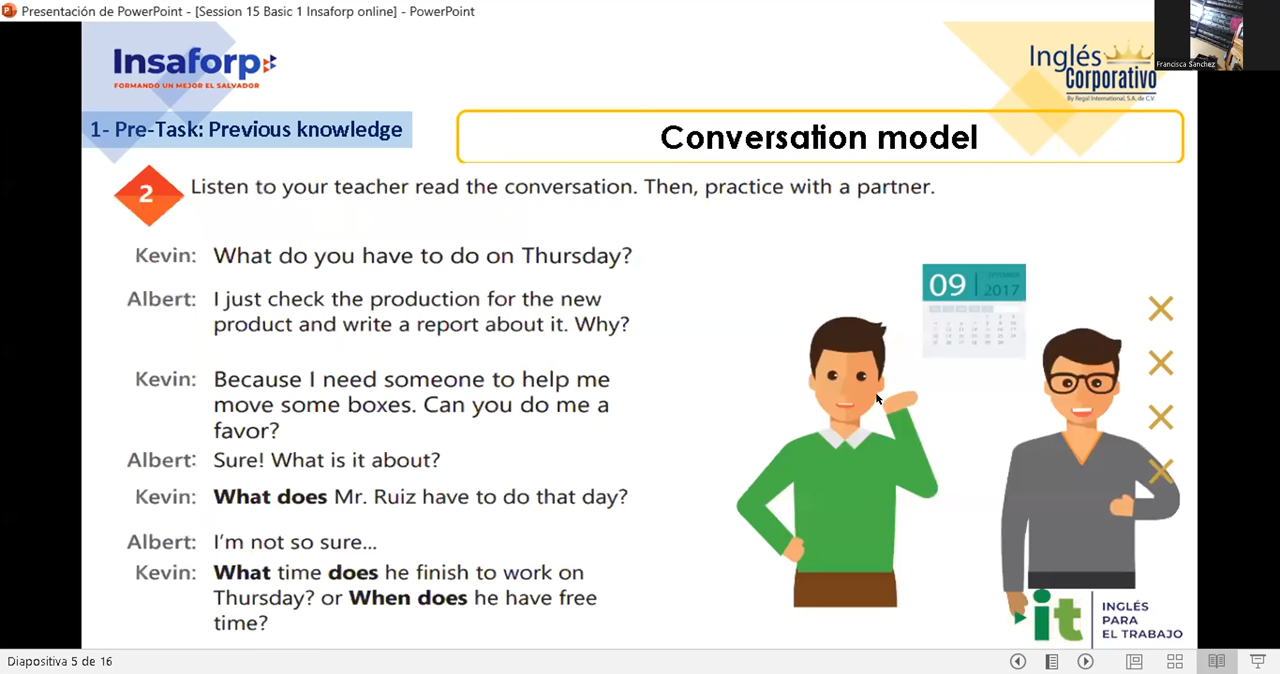 Presentación de PowerPoint - [Session 15 Basic 1 Insaforp online] - PowerPoint
Francisca Sanchez
Insaforp
FORMANDO UN MEJOR EL SALVADOR
Inglés
Corporativo
By Regal International, S.A. de C.V.
1- Pre-Task: Previous knowledge
Conversation model
2 Listen to your teacher read the conversation. Then, practice with a partner.
Kevin: What do you have to do on Thursday?
Albert: I just check the production for the new
product and write a report about it. Why?
Kevin: Because I need someone to help me
move some boxes. Can you do me a
favor?
Albert: Sure! What is it about?
Kevin: What does Mr. Ruiz have to do that day?
Albert: I'm not so sure...
Kevin: What time does he finish to work on
Thursday? or When does he have free
time?
09
2017
it
INGLÉS
PARA
EL TRABAJO
Diapositiva 5 de 16